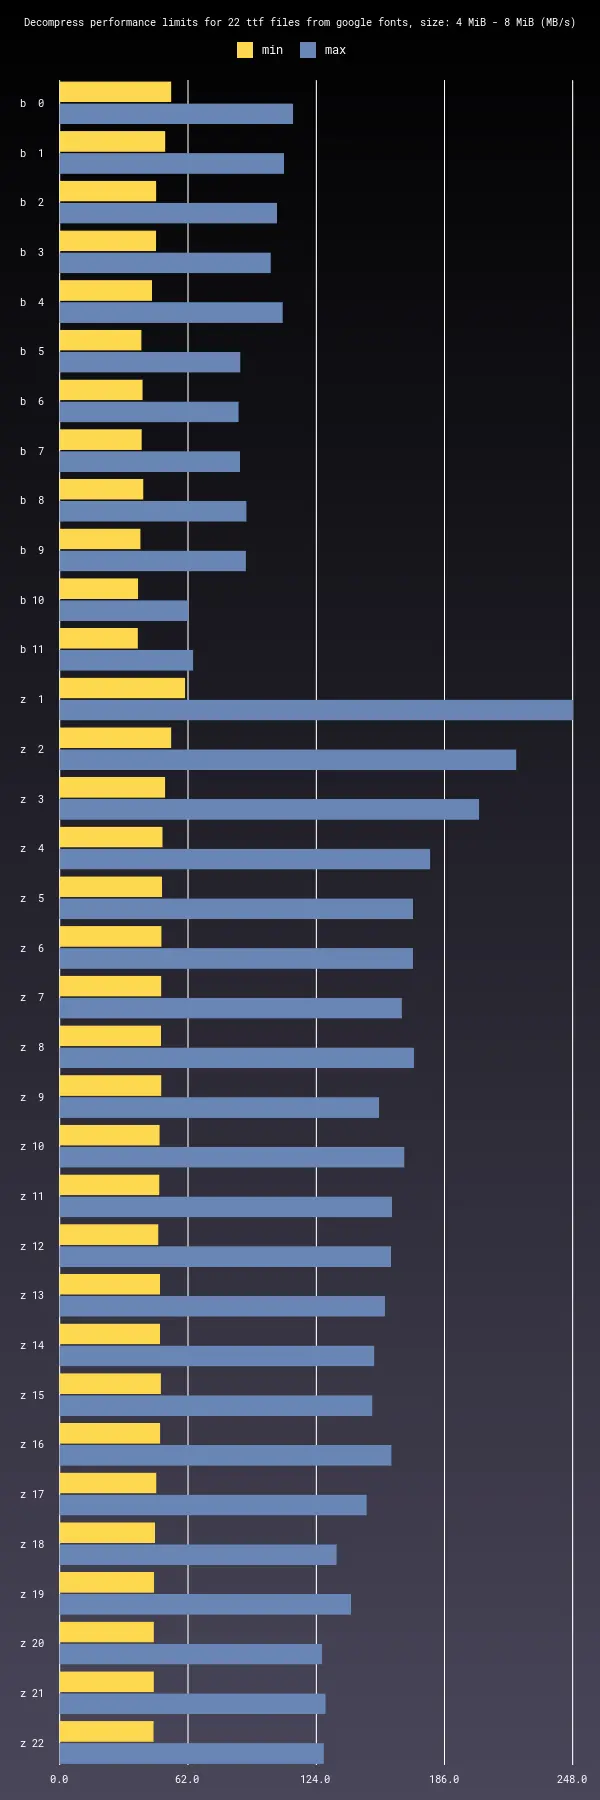 Decompress performance limits for 22 ttf files from google fonts, size: 4 MiB - 8 MiB (MB/s)
min max
b 0
b 1
b 2
b 3
b 4
b 5
b 6
b 7
b 8
b 9
b 10
b 11
z 1
z 2
z 3
z 4
z 5
z 6
z 7
z 8
z 9
z 10
z 11
z 12
z 13
z 14
z 15
z 16
z 17
z 18
z 19
z 20
z 21
z 22
0.0 62.0 124.0 186.0 248.0